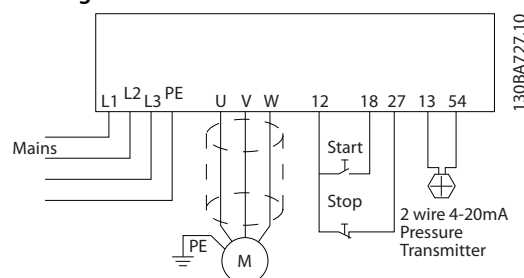 130BA727.10
L1 L2 L3 PE U V W 12 18 27 13 54
Mains
Start
Stop
PE
M
2 wire 4-20mA
Pressure
Transmitter